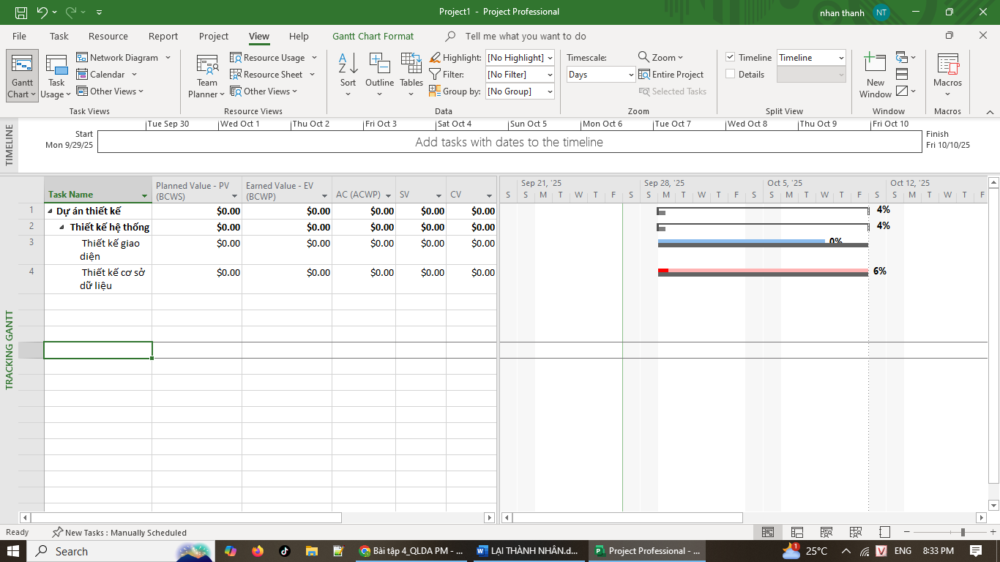 Project1 - Project Professional
nhan thanh
NT
File Task Resource Report Project View Help Gantt Chart Format Tell me what you want to do
Gantt Chart
Task Usage
Network Diagram
Calendar
Other Views
Task Views
Team Planner
Resource Usage
Resource Sheet
Other Views
Resource Views
Sort
Outline
Tables
Highlight: [No Highlight]
Filter: [No Filter]
Group by: [No Group]
Data
Timescale:
Days
Zoom
Entire Project
Selected Tasks
Zoom
Timeline Timeline
Details
Split View
New Window
Window
Macros
Macros
TIMELINE
Start
Mon 9/29/25
Tue Sep 30 Wed Oct 1 Thu Oct 2 Fri Oct 3 Sat Oct 4 Sun Oct 5 Mon Oct 6 Tue Oct 7 Wed Oct 8 Thu Oct 9 Fri Oct 10
Add tasks with dates to the timeline
Finish
Fri 10/10/25
TRACKING GANTT
Task Name Planned Value - PV (BCWS) Earned Value - EV (BCWP) AC (ACWP) SV CV
1 Dự án thiết kế $0.00 $0.00 $0.00 $0.00 $0.00
2 Thiết kế hệ thống $0.00 $0.00 $0.00 $0.00 $0.00
3 Thiết kế giao diện $0.00 $0.00 $0.00 $0.00 $0.00
4 Thiết kế cơ sở dữ liệu $0.00 $0.00 $0.00 $0.00 $0.00
Sep 21, '25 Sep 28, '25 Oct 5, '25 Oct 12, '25
S S M T W T F S S M T W T F S S M T W T F S S M T W T F
4%
4%
0%
6%
Ready New Tasks : Manually Scheduled
Search
Bài tập 4_QLDA PM - ...
LẠI THÀNH NHÂN.d...
Project Professional - ...
1
25°C
V
ENG
8:33 PM